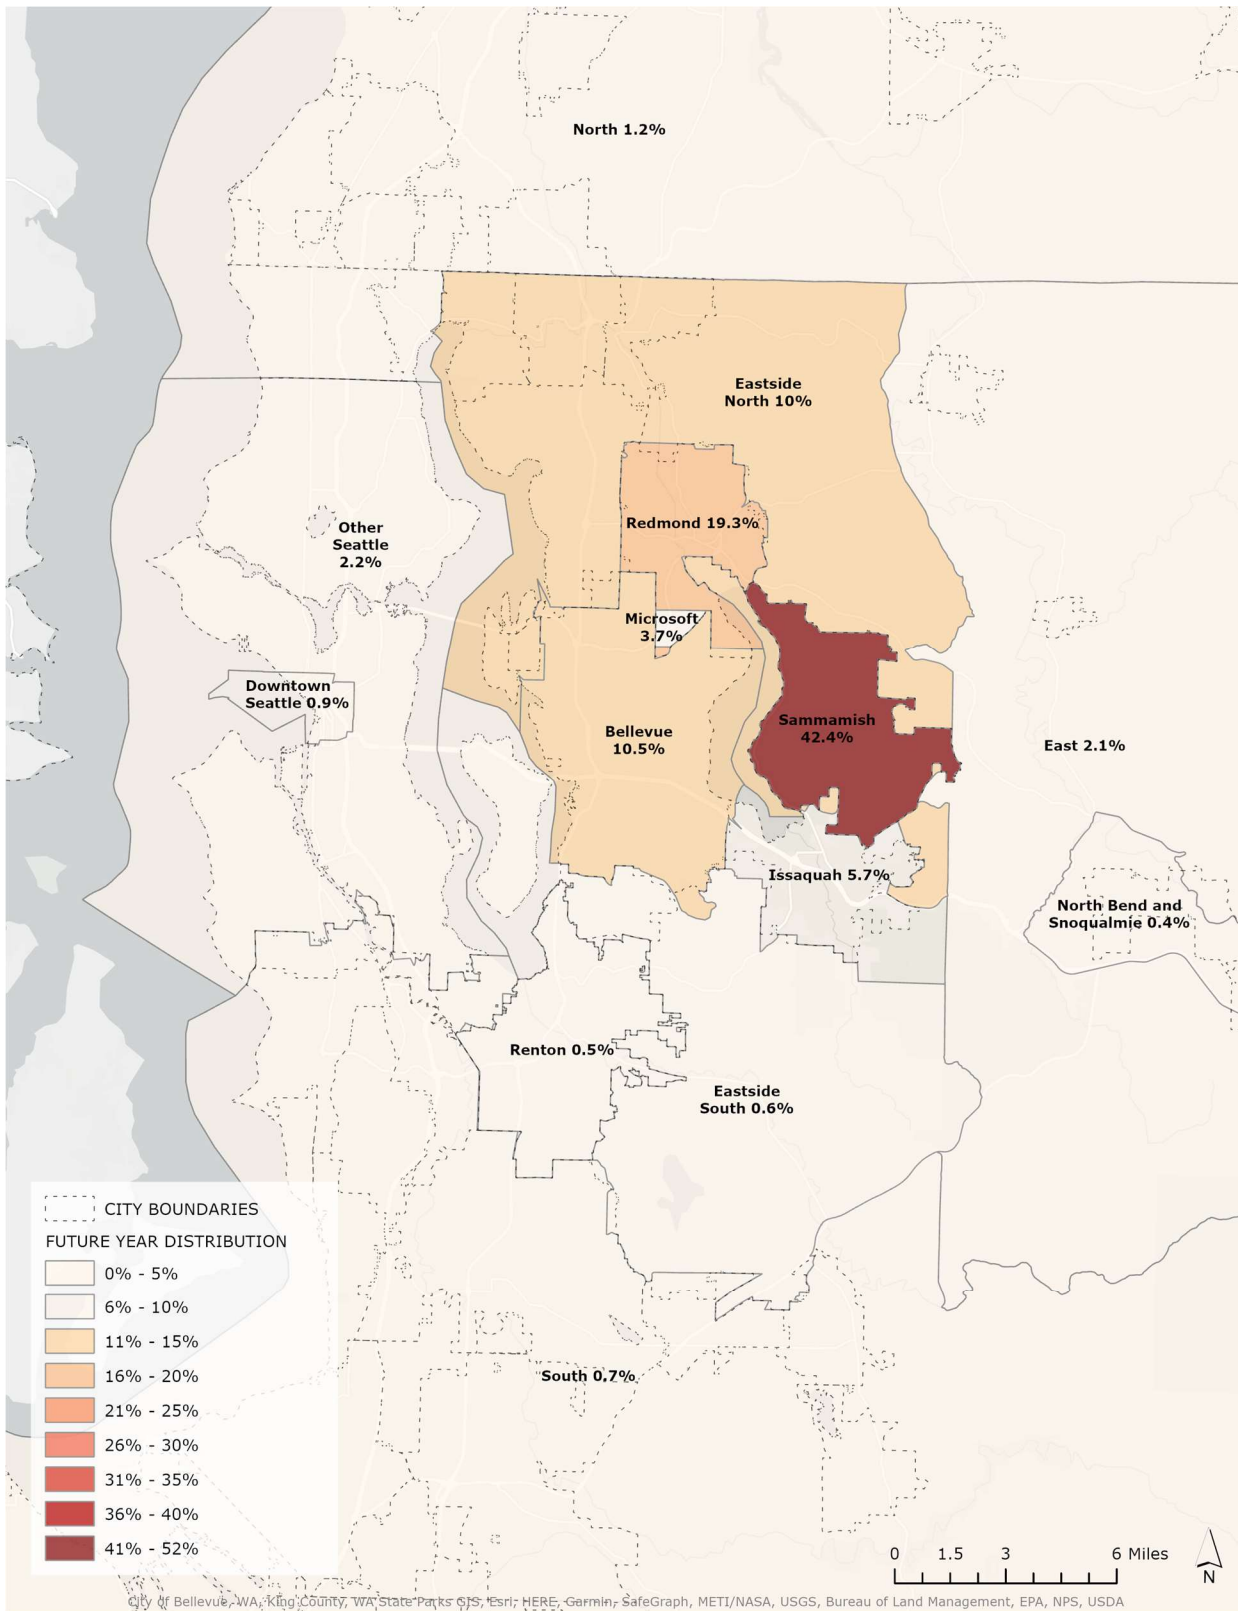 North 1.2%
Eastside
North 10%
Redmond 19.3%
Other
Seattle
2.2%
Microsoft
3.7%
Downtown
Seattle 0.9%
Sammamish
42.4%
Bellevue
10.5%
East 2.1%
Issaquah 5.7%
North Bend and
Snoqualmie 0.4%
Renton 0.5%
Eastside
South 0.6%
South 0.7%
CITY BOUNDARIES
FUTURE YEAR DISTRIBUTION
0% - 5%
6% - 10%
11% - 15%
16% - 20%
21% - 25%
26% - 30%
31% - 35%
36% - 40%
41% - 52%
0 1.5 3 6 Miles
N
City of Bellevue, WA, King County, WA State Parks GIS, Esri, HERE, Garmin, SafeGraph, METI/NASA, USGS, Bureau of Land Management, EPA, NPS, USDA